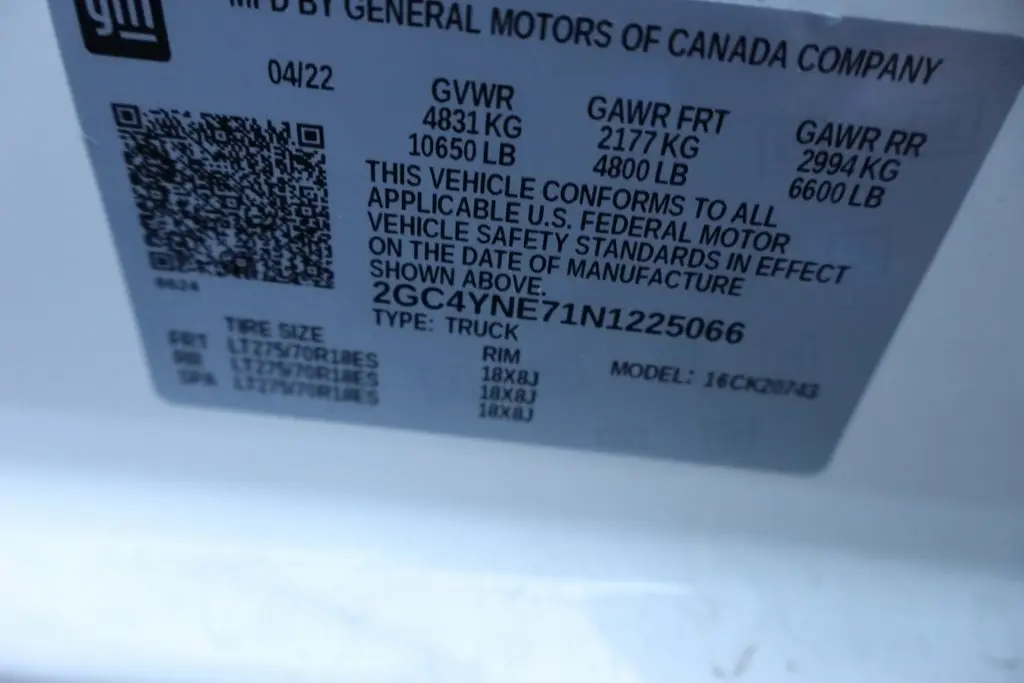 gm
MFD BY GENERAL MOTORS OF CANADA COMPANY
04/22
GVWR
4831 KG
10650 LB
GAWR FRT
2177 KG
4800 LB
GAWR RR
2994 KG
6600 LB
THIS VEHICLE CONFORMS TO ALL
APPLICABLE U.S. FEDERAL MOTOR
VEHICLE SAFETY STANDARDS IN EFFECT
ON THE DATE OF MANUFACTURE
SHOWN ABOVE.
2GC4YNE71N1225066
TYPE: TRUCK
TIRE SIZE
RIM
FRT LT275/70R18ES 18X8J
RR LT275/70R18ES 18X8J
SPA LT275/70R18ES 18X8J
MODEL: 16CK20743